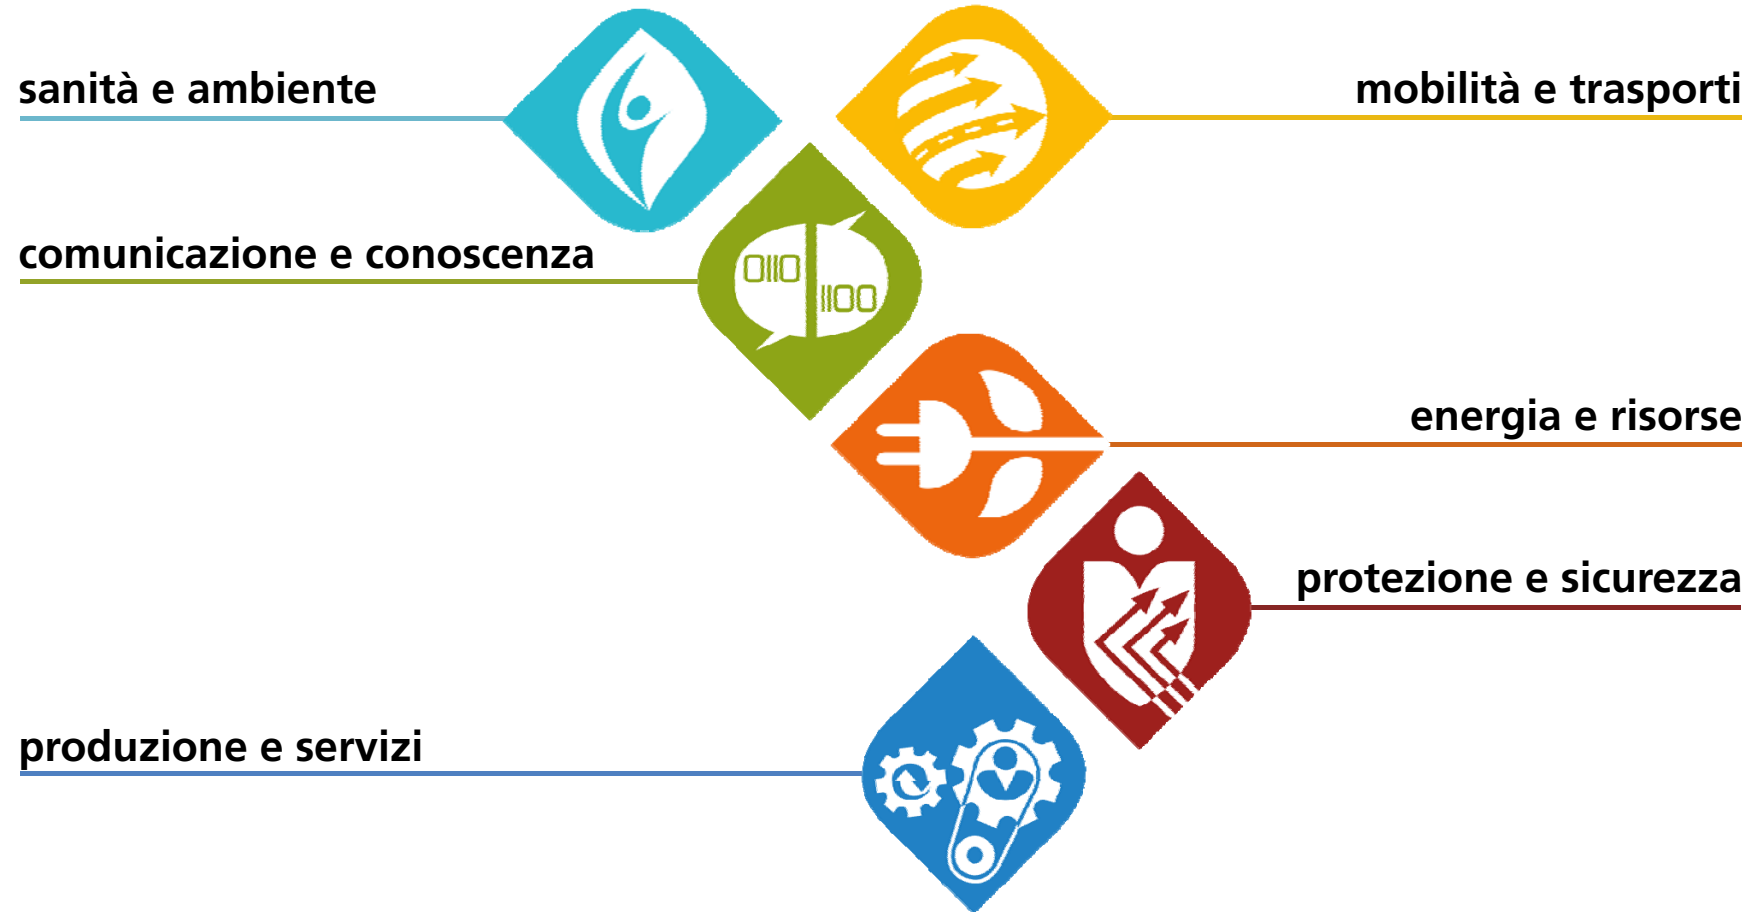 sanità e ambiente
mobilità e trasporti
comunicazione e conoscenza
0110
1100
energia e risorse
protezione e sicurezza
produzione e servizi